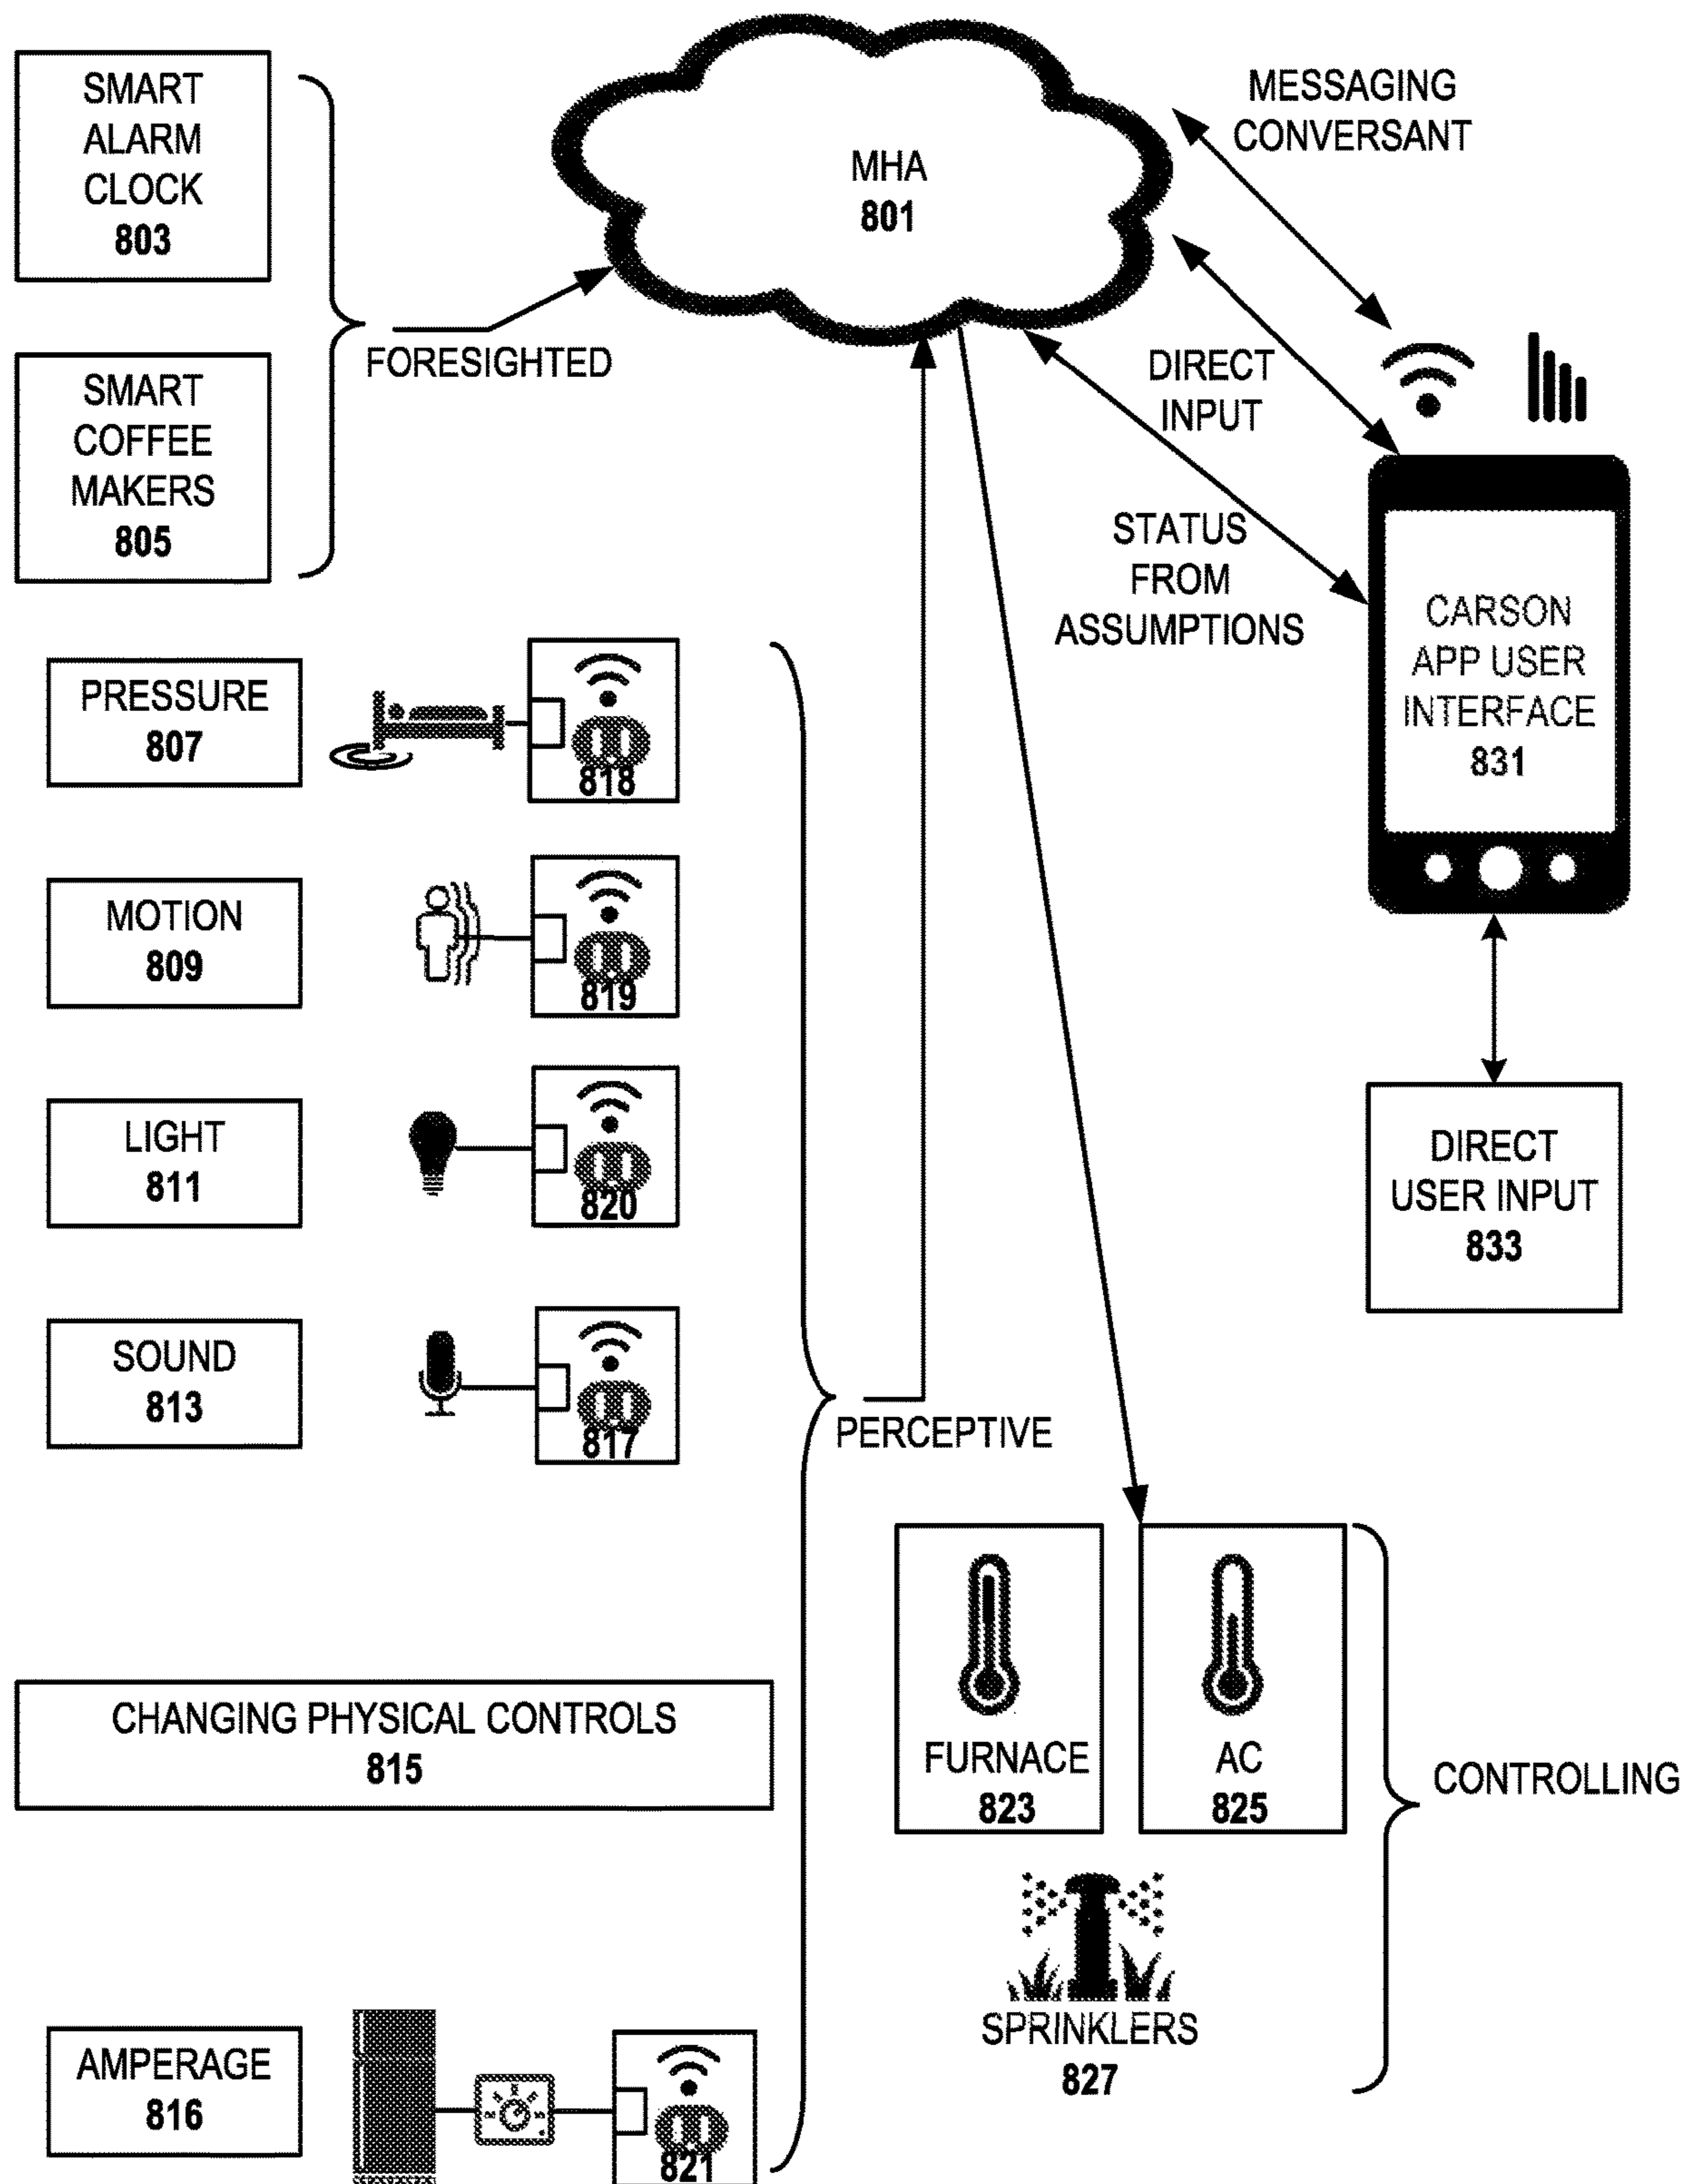 SMART
ALARM
CLOCK
803
SMART
COFFEE
MAKERS
805
FORESIGHTED
MHA
801
MESSAGING
CONVERSANT
DIRECT
INPUT
STATUS
FROM
ASSUMPTIONS
CARSON
APP USER
INTERFACE
831
DIRECT
USER INPUT
833
PRESSURE
807
818
MOTION
809
819
LIGHT
811
820
SOUND
813
817
PERCEPTIVE
CHANGING PHYSICAL CONTROLS
815
AMPERAGE
816
821
FURNACE
823
AC
825
SPRINKLERS
827
CONTROLLING